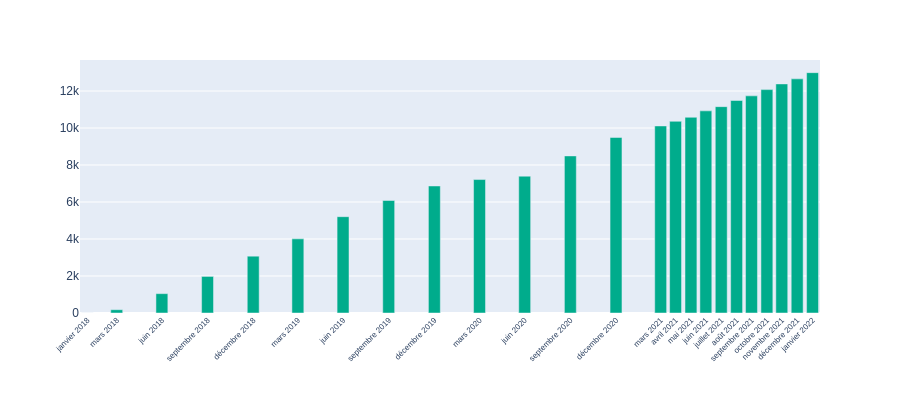 12k
10k
8k
6k
4k
2k
0
janvier 2018
mars 2018
juin 2018
septembre 2018
décembre 2018
mars 2019
juin 2019
septembre 2019
décembre 2019
mars 2020
juin 2020
septembre 2020
décembre 2020
mars 2021
avril 2021
mai 2021
juin 2021
juillet 2021
août 2021
septembre 2021
octobre 2021
novembre 2021
décembre 2021
janvier 2022